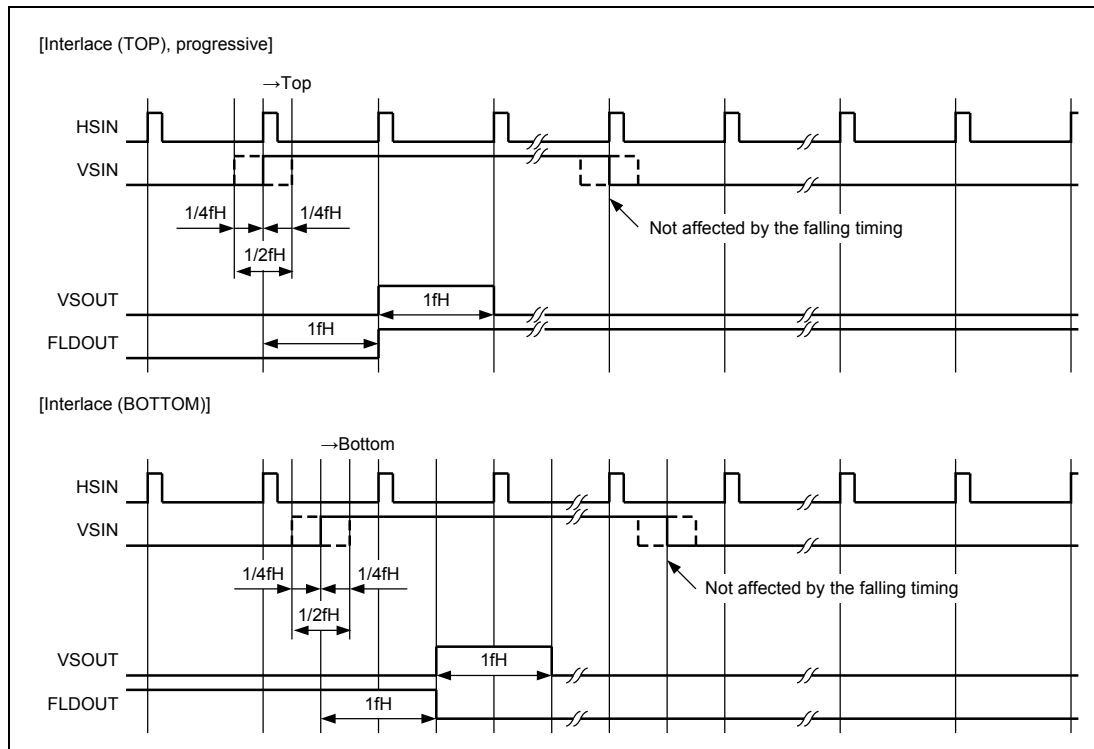 [Interlace (TOP), progressive]
→Top
HSIN
VSIN
1/4fH 1/4fH
Not affected by the falling timing
1/2fH
VSOUT
1fH
1fH
FLDOUT
[Interlace (BOTTOM)]
→Bottom
HSIN
VSIN
1/4fH 1/4fH
Not affected by the falling timing
1/2fH
VSOUT
1fH
FLDOUT
1fH